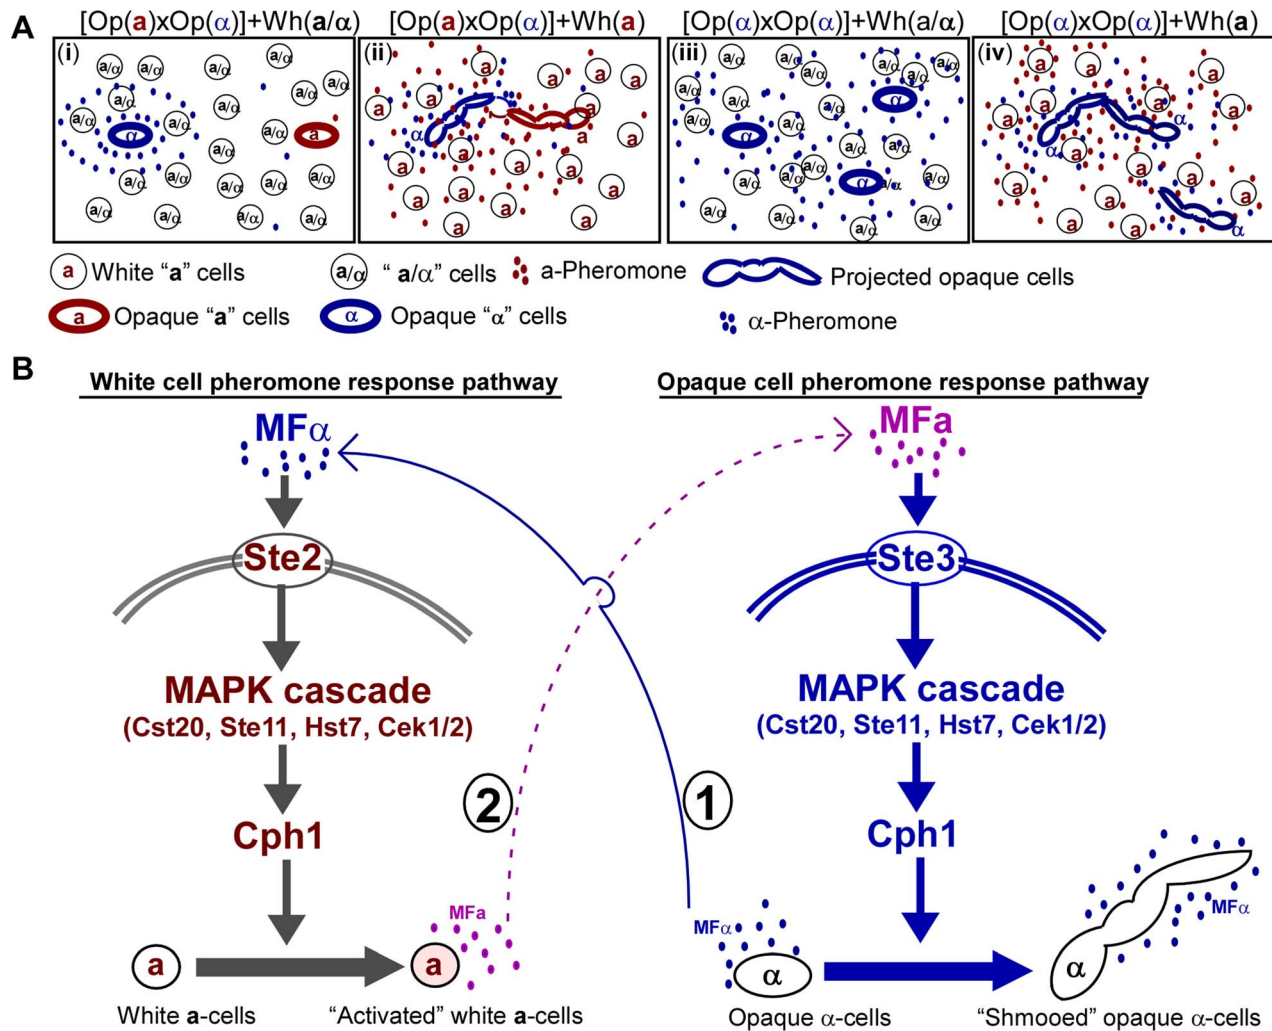 A
[Op(a)xOp(α)]+Wh(a/α) [Op(a)xOp(α)]+Wh(a) [Op(α)xOp(α)]+Wh(a/α) [Op(α)xOp(α)]+Wh(a)
(i) (ii) (iii) (iv)
a/α a/α a/α a/α a/α a/α a/α a/α a/α a/α a/α a/α a/α a/α a/α a/α a/α a/α a/α a/α
α a
a a a a a a a a a a a a a a
α a
a/α a/α a/α a/α a/α a/α a/α a/α a/α a/α a/α a/α a/α a/α a/α a/α a/α
α α α
a a a a a a a a a a a a
α α α
a White “a” cells
a/α “ a/α” cells
a-Pheromone
Projected opaque cells
a Opaque “a” cells
α Opaque “α” cells
α-Pheromone
B
White cell pheromone response pathway
Opaque cell pheromone response pathway
MFα
MFa
Ste2
Ste3
MAPK cascade
(Cst20, Ste11, Hst7, Cek1/2)
MAPK cascade
(Cst20, Ste11, Hst7, Cek1/2)
2
1
Cph1
Cph1
MFa
MFα
MFα
a
a
α
α
White a-cells
“Activated” white a-cells
Opaque α-cells
“Shmooed” opaque α-cells